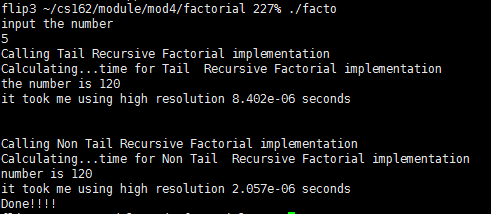 flip3 ~/cs162/module/mod4/factorial 227% ./facto
input the number
5
Calling Tail Recursive Factorial implementation
Calculating...time for Tail  Recursive Factorial implementation
the number is 120
it took me using high resolution 8.402e-06 seconds
Calling Non Tail Recursive Factorial implementation
Calculating...time for Non Tail  Recursive Factorial implementation
number is 120
it took me using high resolution 2.057e-06 seconds
Done!!!!